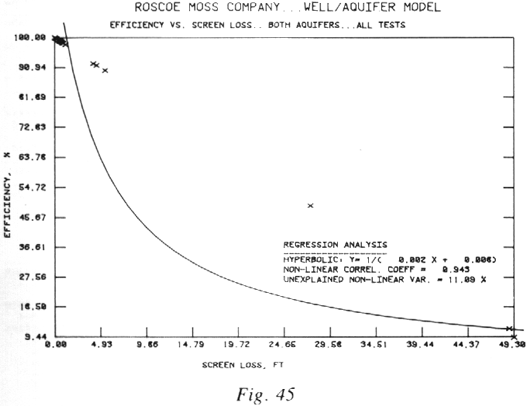 ROSCOE MOSS COMPANY...WELL/AQUIFER MODEL
EFFICIENCY VS. SCREEN LOSS.. BOTH AQUIFERS...ALL TESTS
100.00
90.94
81.89
72.83
63.76
54.72
45.67
36.61
27.56
18.50
9.44
EFFICIENCY, %
REGRESSION ANALYSIS
HYPERBOLIC: Y= 1/( 0.002 X + 0.006)
NON-LINEAR CORREL. COEFF = 0.943
UNEXPLAINED NON-LINEAR VAR. = 11.09 %
0.00 4.93 9.86 14.79 19.72 24.65 29.58 34.51 39.44 44.37 49.30
SCREEN LOSS, FT
Fig. 45